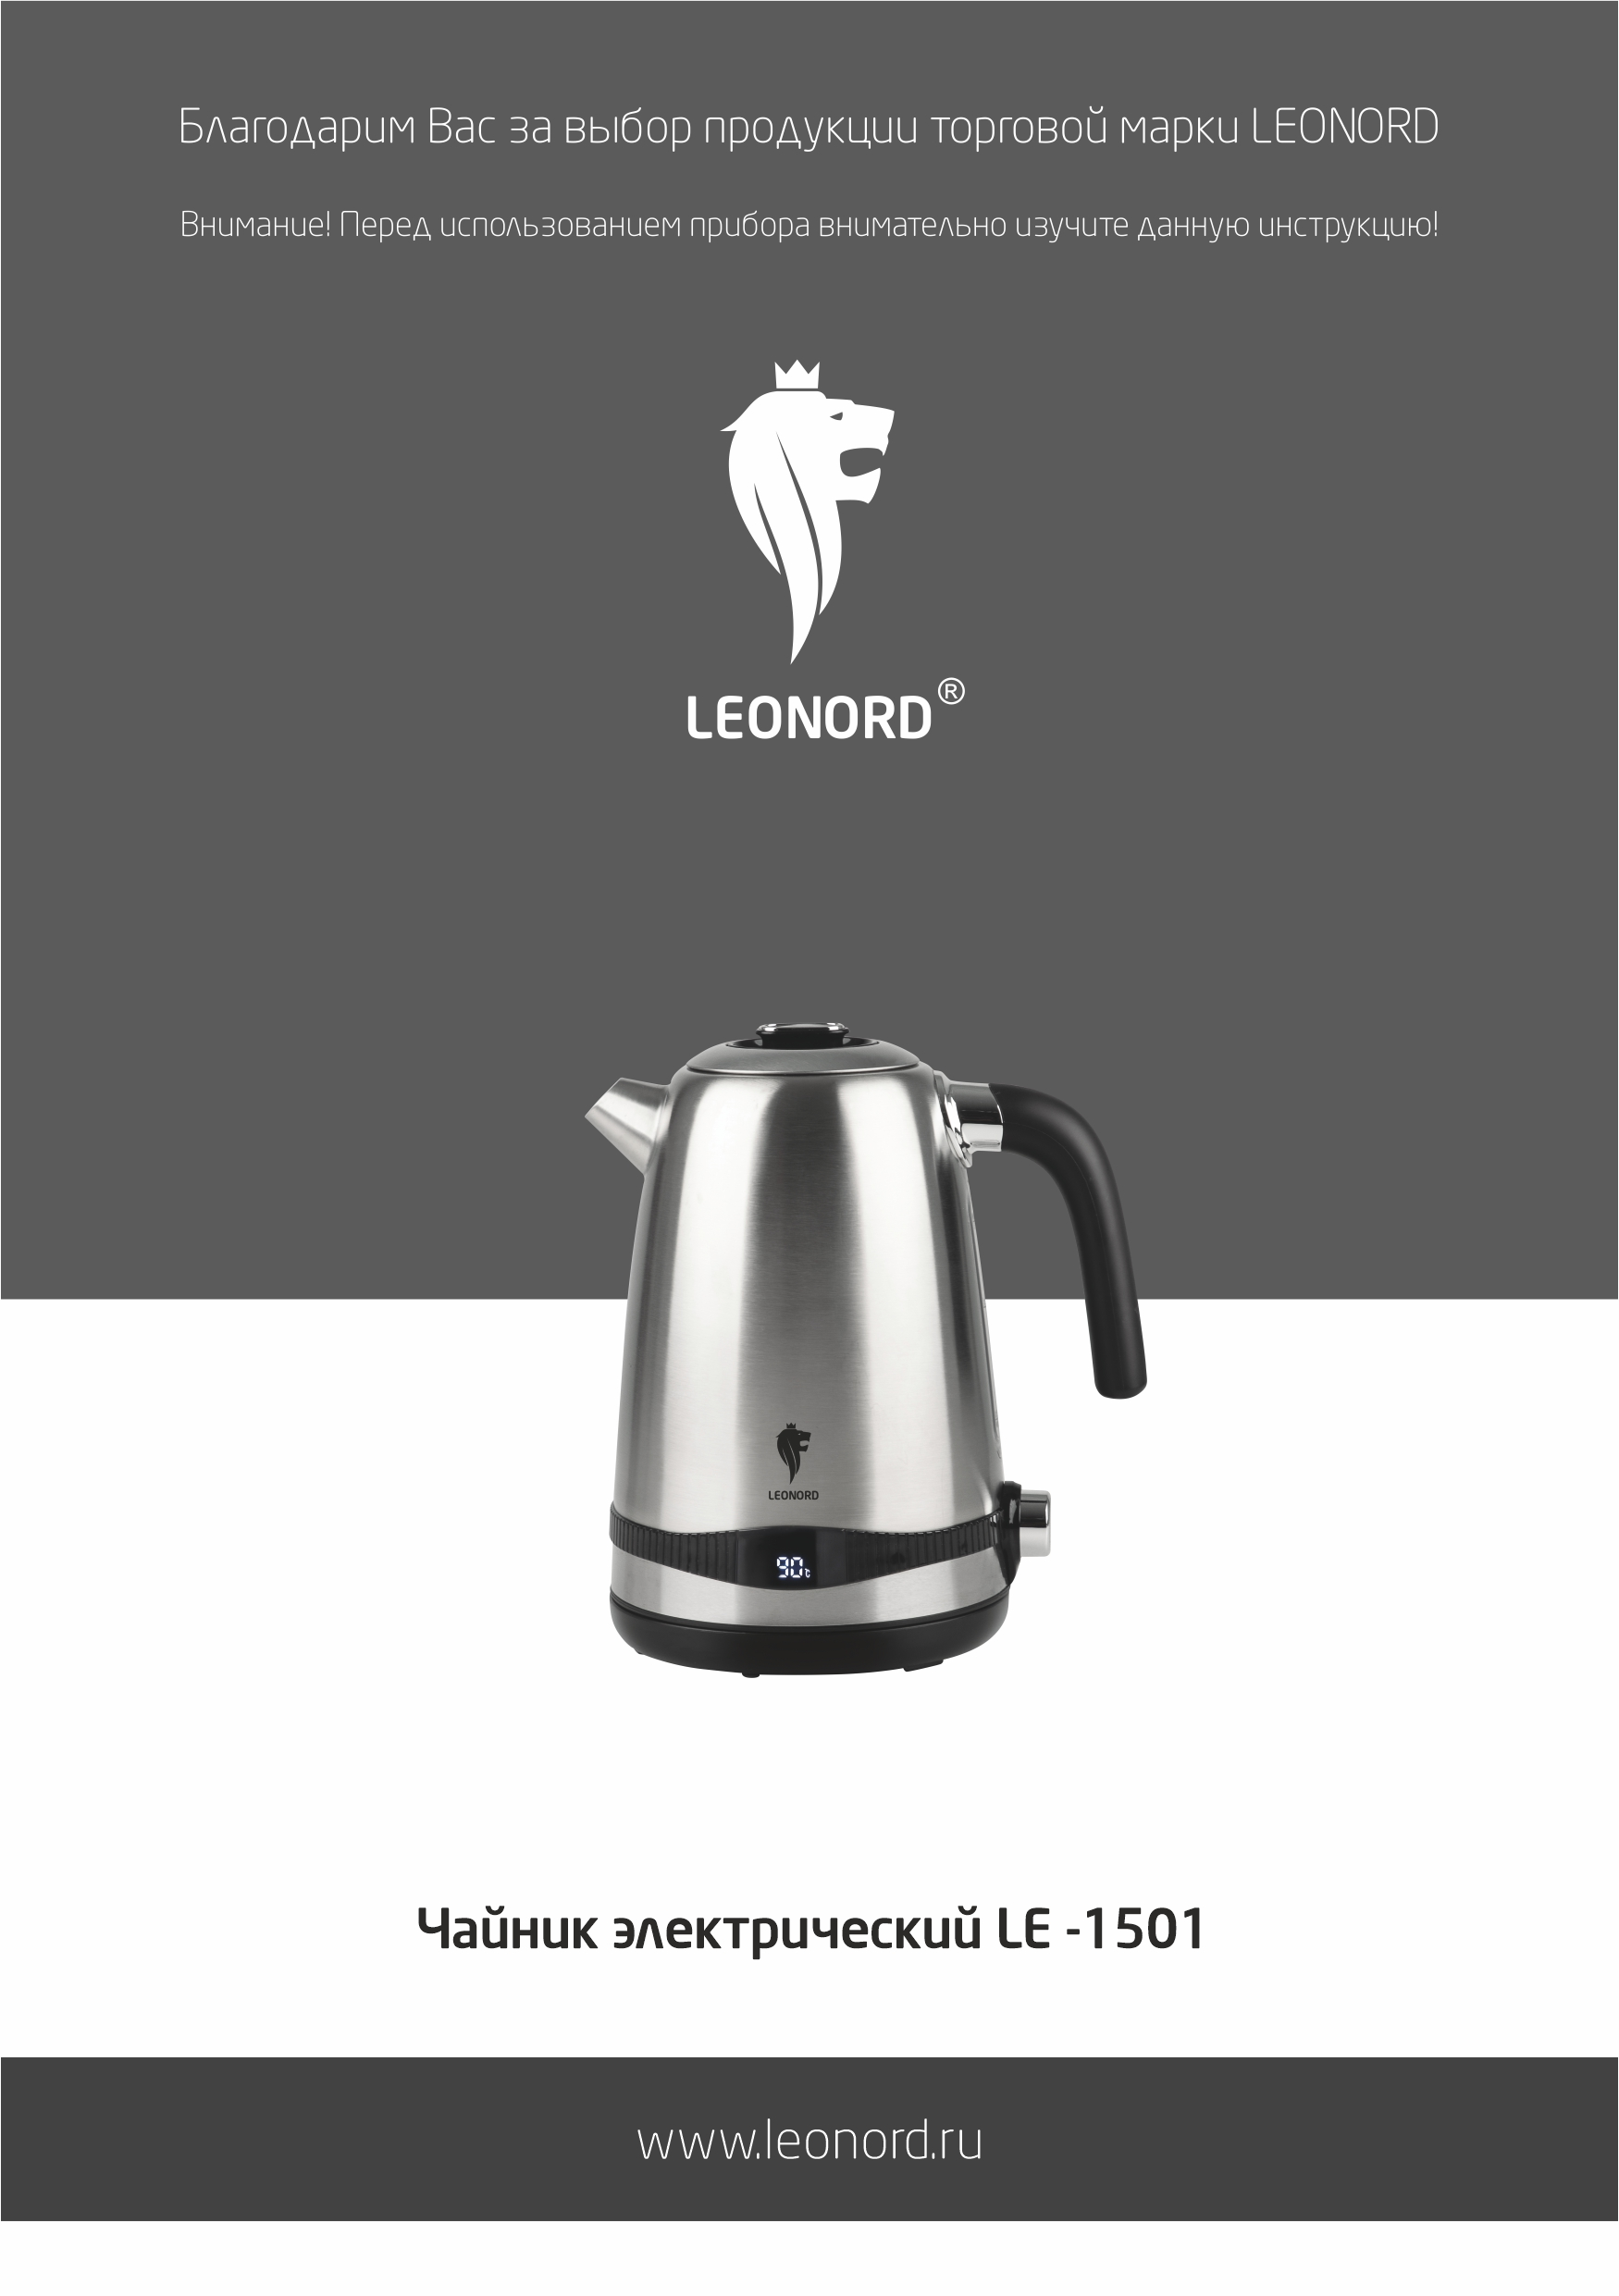 Благодарим Вас за выбор продукции торговой марки LEONORD
Внимание! Перед использованием прибора внимательно изучите данную инструкцию!
LEONORD®
LEONORD
90°c
Чайник электрический LE -1501
www.leonord.ru